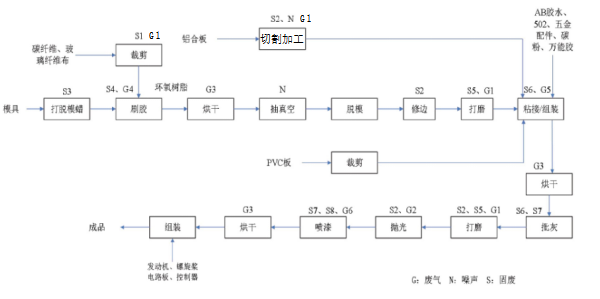 S1 G1
S2、N G1
AB胶水、
502、五金
配件、碳
粉、万能胶
碳纤维、玻
璃纤维布
裁剪
铝合板
切割加工
S3
S4、G4
环氧树脂
G3
N
S2
S5、G1
S6、G5
模具
打脱模蜡
刷胶
烘干
抽真空
脱模
修边
打磨
粘接/组装
PVC板
裁剪
G3
烘干
G3
S7、S8、G6
S2、G2
S2、S5、G1
S6、S7
成品
组装
烘干
喷漆
抛光
打磨
批灰
发动机、螺旋桨
电路板、控制器
G：废气 N：噪声 S：固废